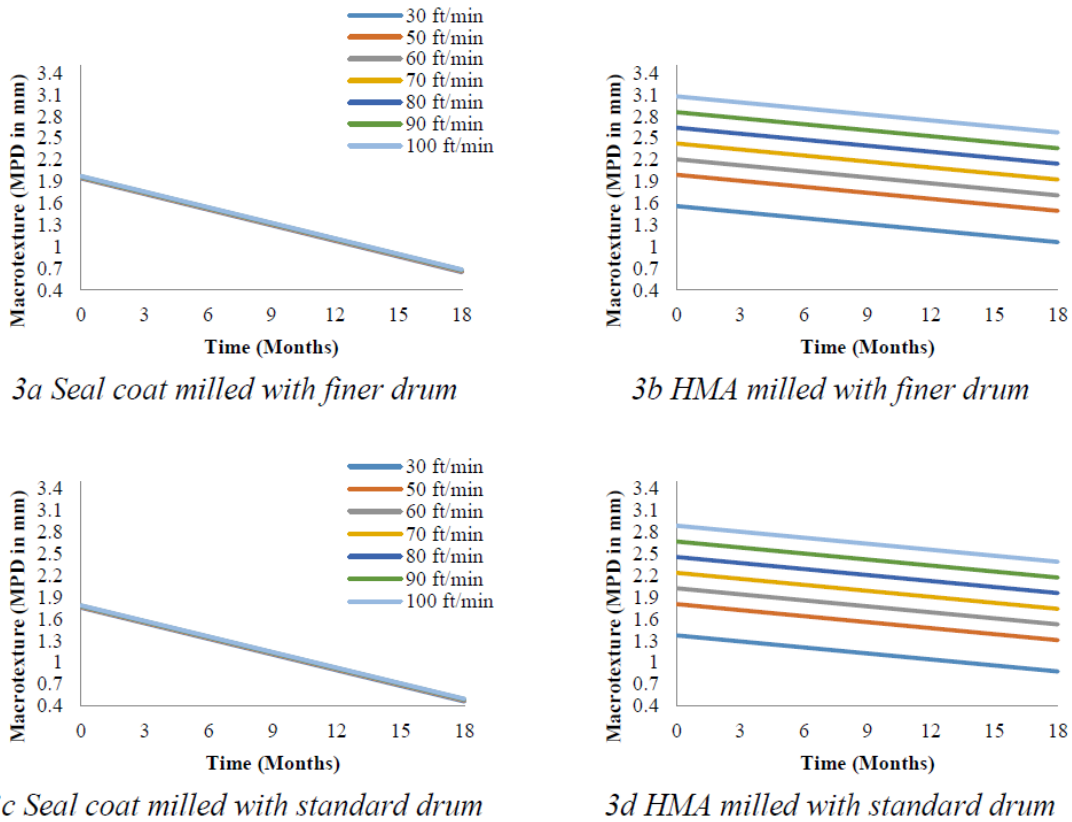 30 ft/min
50 ft/min
60 ft/min
70 ft/min
80 ft/min
90 ft/min
100 ft/min
Macrotexture (MPD in mm)
3.4
3.1
2.8
2.5
2.2
1.9
1.6
1.3
1
0.7
0.4
0 3 6 9 12 15 18
Time (Months)
3a Seal coat milled with finer drum
Macrotexture (MPD in mm)
3.4
3.1
2.8
2.5
2.2
1.9
1.6
1.3
1
0.7
0.4
0 3 6 9 12 15 18
Time (Months)
3b HMA milled with finer drum
30 ft/min
50 ft/min
60 ft/min
70 ft/min
80 ft/min
90 ft/min
100 ft/min
Macrotexture (MPD in mm)
3.4
3.1
2.8
2.5
2.2
1.9
1.6
1.3
1
0.7
0.4
0 3 6 9 12 15 18
Time (Months)
c Seal coat milled with standard drum
Macrotexture (MPD in mm)
3.4
3.1
2.8
2.5
2.2
1.9
1.6
1.3
1
0.7
0.4
0 3 6 9 12 15 18
Time (Months)
3d HMA milled with standard drum